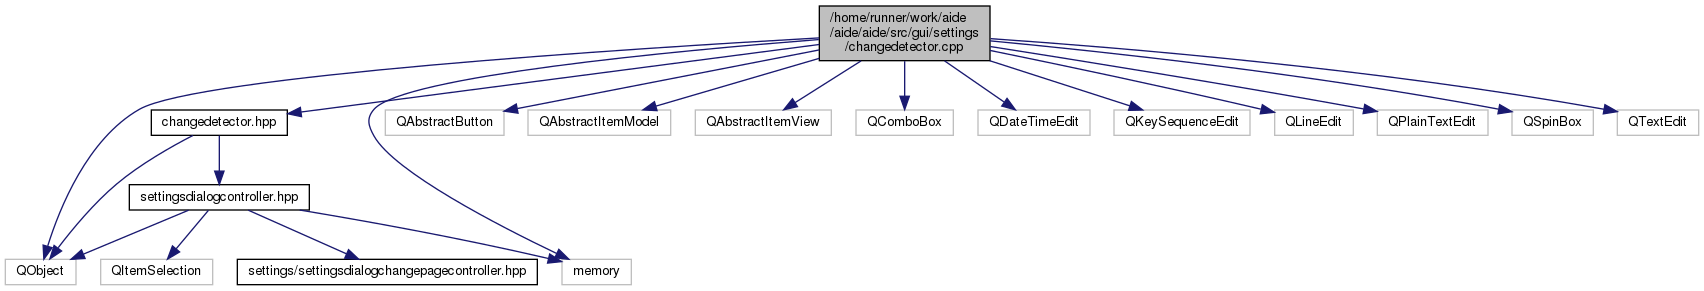 /home/runner/work/aide
/aide/aide/src/gui/settings
/changedetector.cpp
changedetector.hpp
QAbstractButton
QAbstractItemModel
QAbstractItemView
QComboBox
QDateTimeEdit
QKeySequenceEdit
QLineEdit
QPlainTextEdit
QSpinBox
QTextEdit
settingsdialogcontroller.hpp
QObject
QItemSelection
settings/settingsdialogchangepagecontroller.hpp
memory